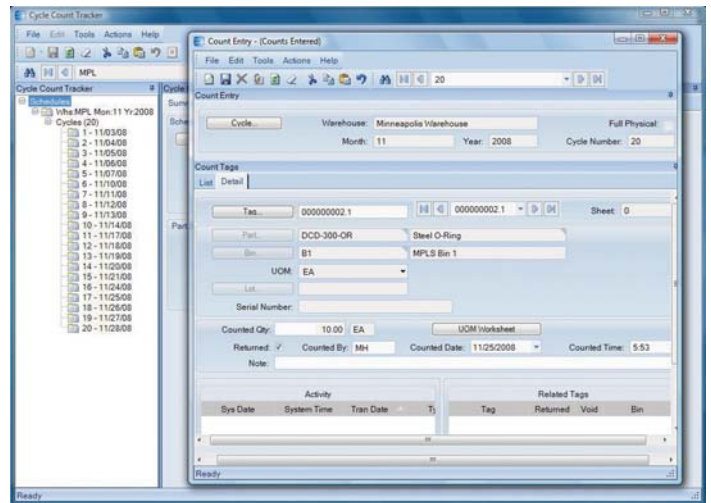 Cycle Count Tracker
File Edit Tools Actions Help
MPL
Cycle Count Tracker
Schedules
Whs:MPL Mon:11 Yr:2008
Cycles (20)
1 - 11/03/08
2 - 11/04/08
3 - 11/05/08
4 - 11/06/08
5 - 11/07/08
6 - 11/10/08
7 - 11/11/08
8 - 11/12/08
9 - 11/13/08
10 - 11/14/08
11 - 11/17/08
12 - 11/18/08
13 - 11/19/08
14 - 11/20/08
15 - 11/21/08
16 - 11/24/08
17 - 11/25/08
18 - 11/26/08
19 - 11/27/08
20 - 11/28/08
Ready
Cycle
Summ
Sche
Part
Count Entry - (Counts Entered)
File Edit Tools Actions Help
20
Count Entry
Cycle... Warehouse: Minneapolis Warehouse Full Physical:
Month: 11 Year: 2008 Cycle Number: 20
Count Tags
List Detail
Tag... 000000002.1 000000002.1 Sheet: 0
Part... DCD-300-OR Steel O-Ring
Bin... B1 MPLS Bin 1
UOM: EA
Lot...
Serial Number:
Counted Qty: 10.00 EA UOM Worksheet
Returned: Counted By: MH Counted Date: 11/25/2008 Counted Time: 5:53
Note:
Activity Related Tags
Sys Date System Time Tran Date Ty Tag Returned Void Bin
Ready